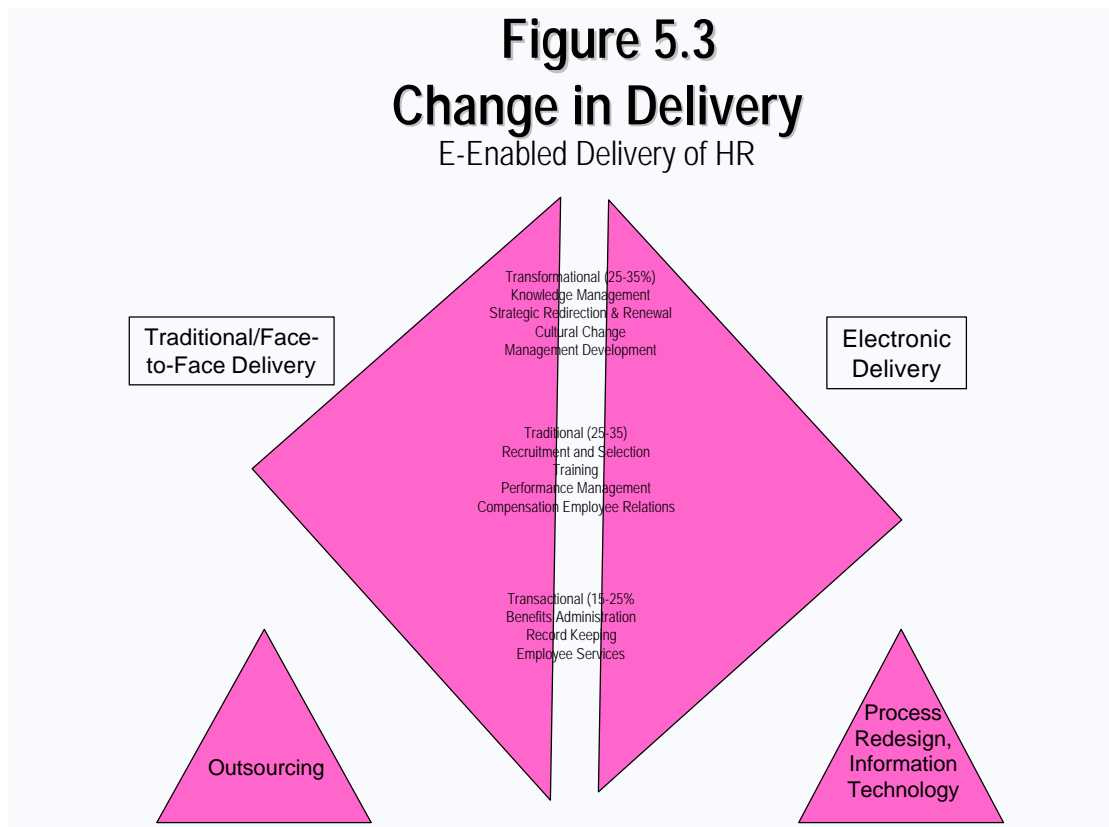 Figure 5.3
Change in Delivery
E-Enabled Delivery of HR
Transformational (25-35%)
Knowledge Management
Strategic Redirection & Renewal
Cultural Change
Management Development
Traditional/Face-
to-Face Delivery
Electronic
Delivery
Traditional (25-35)
Recruitment and Selection
Training
Performance Management
Compensation Employee Relations
Transactional (15-25%
Benefits Administration
Record Keeping
Employee Services
Outsourcing
Process
Redesign,
Information
Technology